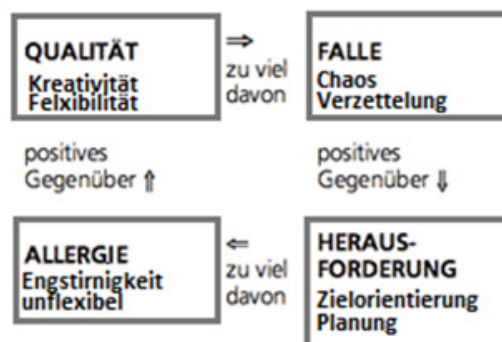 QUALITÄT
Kreativität
Felxibilität
⇒
zu viel
davon
FALLE
Chaos
Verzettelung
positives
Gegenüber ⇑
positives
Gegenüber ⇓
ALLERGIE
Engstirnigkeit
unflexibel
⇐
zu viel
davon
HERAUS-
FORDERUNG
Zielorientierung
Planung